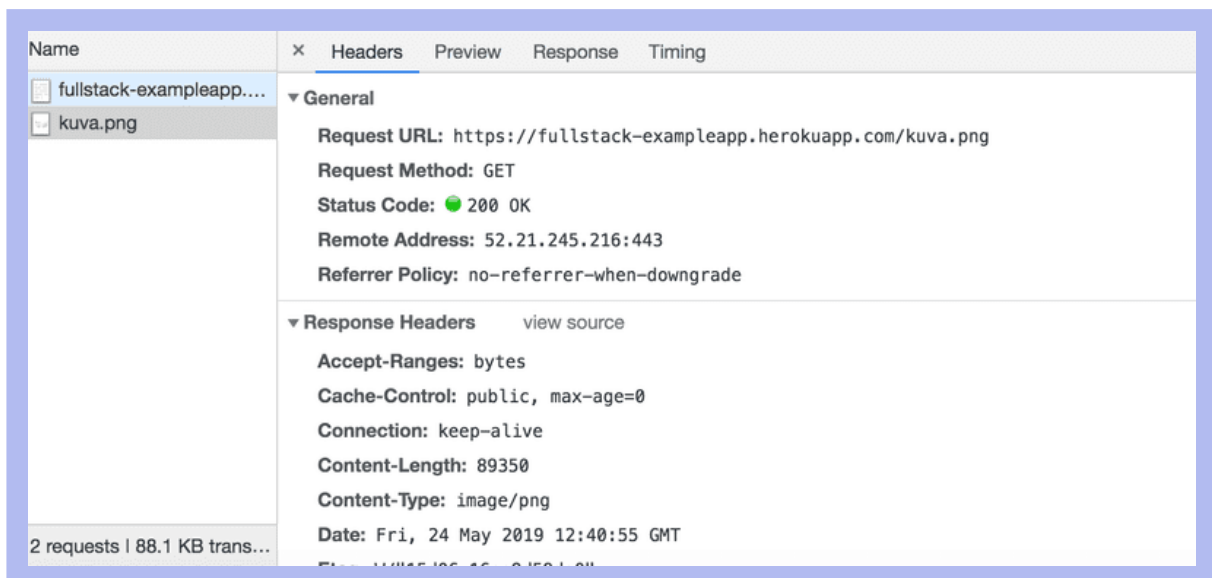 Name
× Headers Preview Response Timing
fullstack-exampleapp....
kuva.png
▼ General
Request URL: https://fullstack-exampleapp.herokuapp.com/kuva.png
Request Method: GET
Status Code: 200 OK
Remote Address: 52.21.245.216:443
Referrer Policy: no-referrer-when-downgrade
▼ Response Headers view source
Accept-Ranges: bytes
Cache-Control: public, max-age=0
Connection: keep-alive
Content-Length: 89350
Content-Type: image/png
Date: Fri, 24 May 2019 12:40:55 GMT
2 requests | 88.1 KB trans...